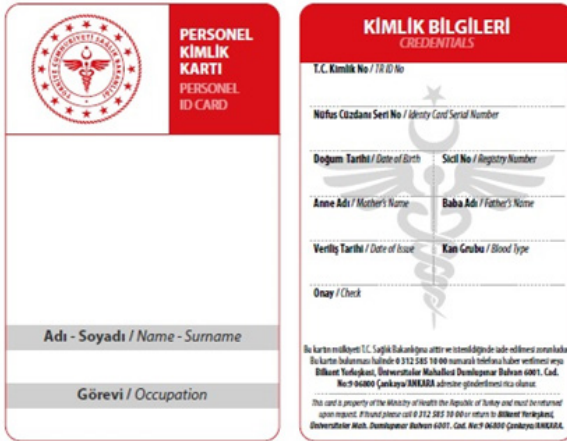 TÜRKİYE CUMHURİYETİ SAĞLIK BAKANLIĞI
PERSONEL
KİMLİK
KARTI
PERSONEL
ID CARD
Adı - Soyadı / Name - Surname
Görevi / Occupation
KİMLİK BİLGİLERİ
CREDENTIALS
T.C. Kimlik No / TR ID No
Nüfus Cüzdanı Seri No / Identy Card Serial Number
Doğum Tarihi / Date of Birth
Sicil No / Registry Number
Anne Adı / Mother's Name
Baba Adı / Father's Name
Veriliş Tarihi / Date of Issue
Kan Grubu / Blood Type
Onay / Check
Bu kartın mülkiyeti T.C. Sağlık Bakanlığına aittir ve istenildiğinde iade edilmesi zorunludur.
Bu kartın bulunması halinde 0 312 585 10 00 numaralı telefona haber verilmesi veya
Bilkent Yerleşkesi, Üniversiteler Mahallesi Dumlupınar Bulvarı 6001. Cad.
No:9 06800 Çankaya/ANKARA adresine gönderilmesi rica olunur.
This card is property of the Ministry of Health the Republic of Turkey and must be returned
upon request. If found please call 0 312 585 10 00 or return to Bilkent Yerleşkesi,
Üniversiteler Mah. Dumlupınar Bulvarı 6001. Cad. No:9 06800 Çankaya/ANKARA.